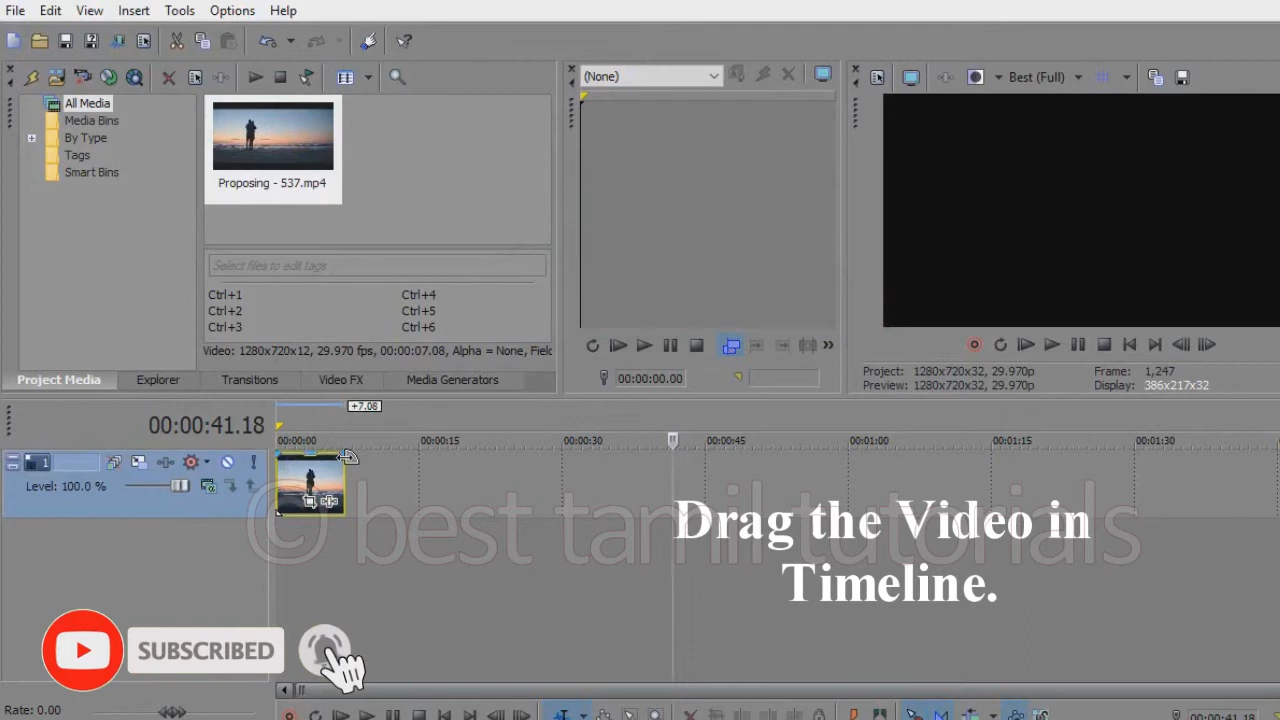 File Edit View Insert Tools Options Help
(None)
Best (Full)
All Media
Media Bins
By Type
Tags
Smart Bins
Proposing - 537.mp4
Select files to edit tags
Ctrl+1 Ctrl+4
Ctrl+2 Ctrl+5
Ctrl+3 Ctrl+6
Video: 1280x720x12, 29.970 fps, 00:00:07.08, Alpha = None, Field
Project Media Explorer Transitions Video FX Media Generators
00:00:00.00
Project: 1280x720x32, 29.970p Frame: 1,247
Preview: 1280x720x32, 29.970p Display: 386x217x32
+7.08
00:00:41.18
00:00:00 00:00:15 00:00:30 00:00:45 00:01:00 00:01:15 00:01:30
1
Level: 100.0 %
© best tamil tutorials
Drag the Video in
Timeline.
SUBSCRIBED
Rate: 0.00
00:00:41.18